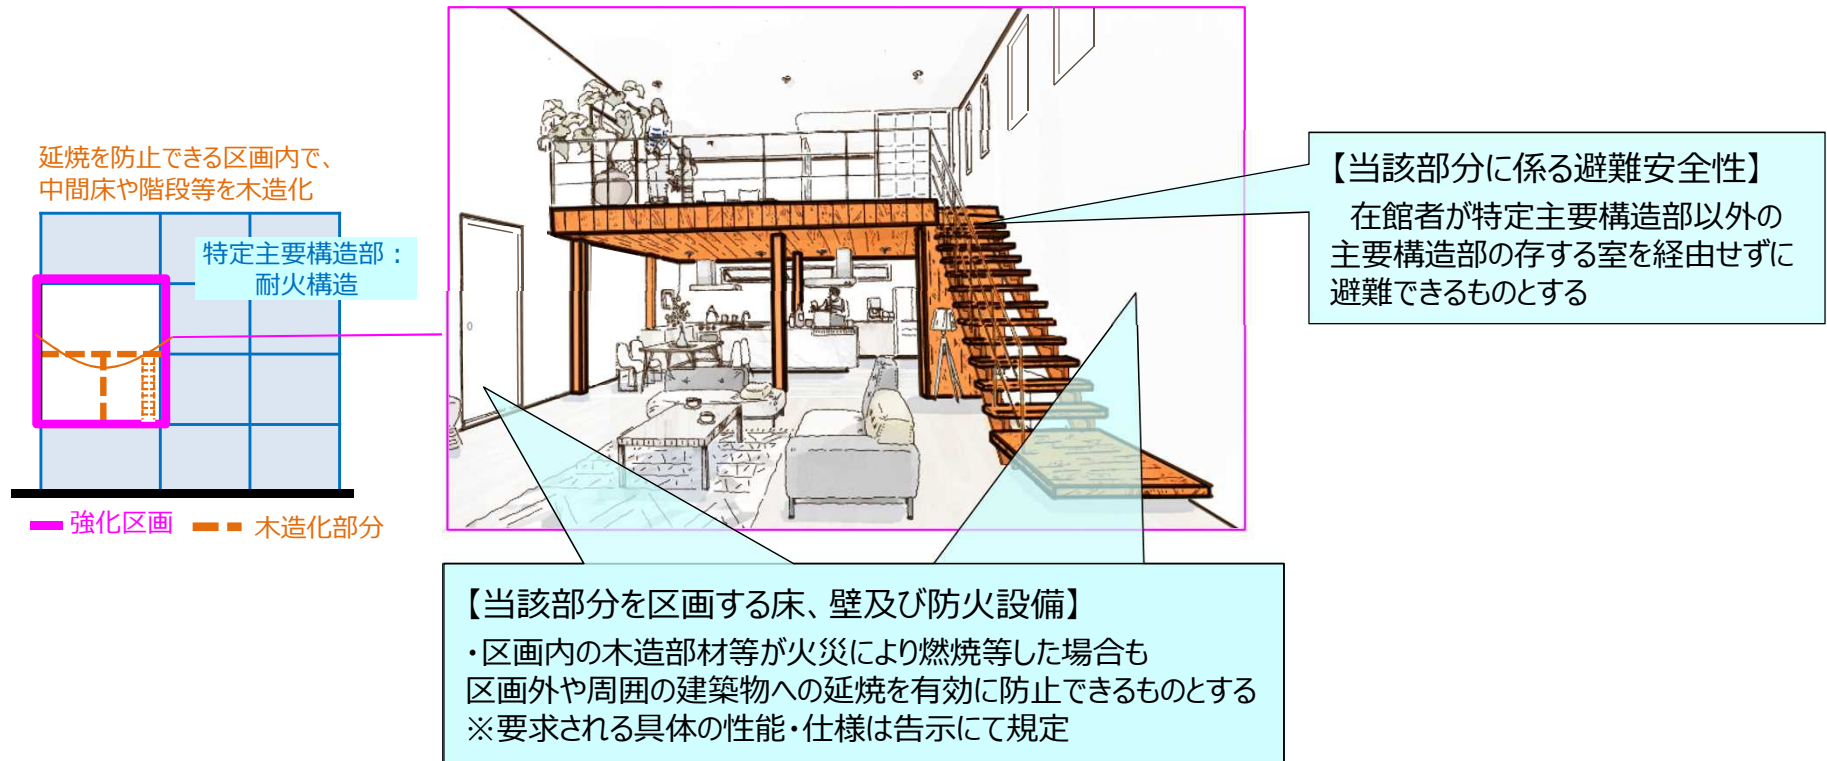 延焼を防止できる区画内で、
中間床や階段等を木造化
特定主要構造部：
耐火構造
強化区画
木造化部分
【当該部分に係る避難安全性】
在館者が特定主要構造部以外の
主要構造部の存する室を経由せずに
避難できるものとする
【当該部分を区画する床、壁及び防火設備】
・区画内の木造部材等が火災により燃焼等した場合も
区画外や周囲の建築物への延焼を有効に防止できるものとする
※要求される具体の性能・仕様は告示にて規定